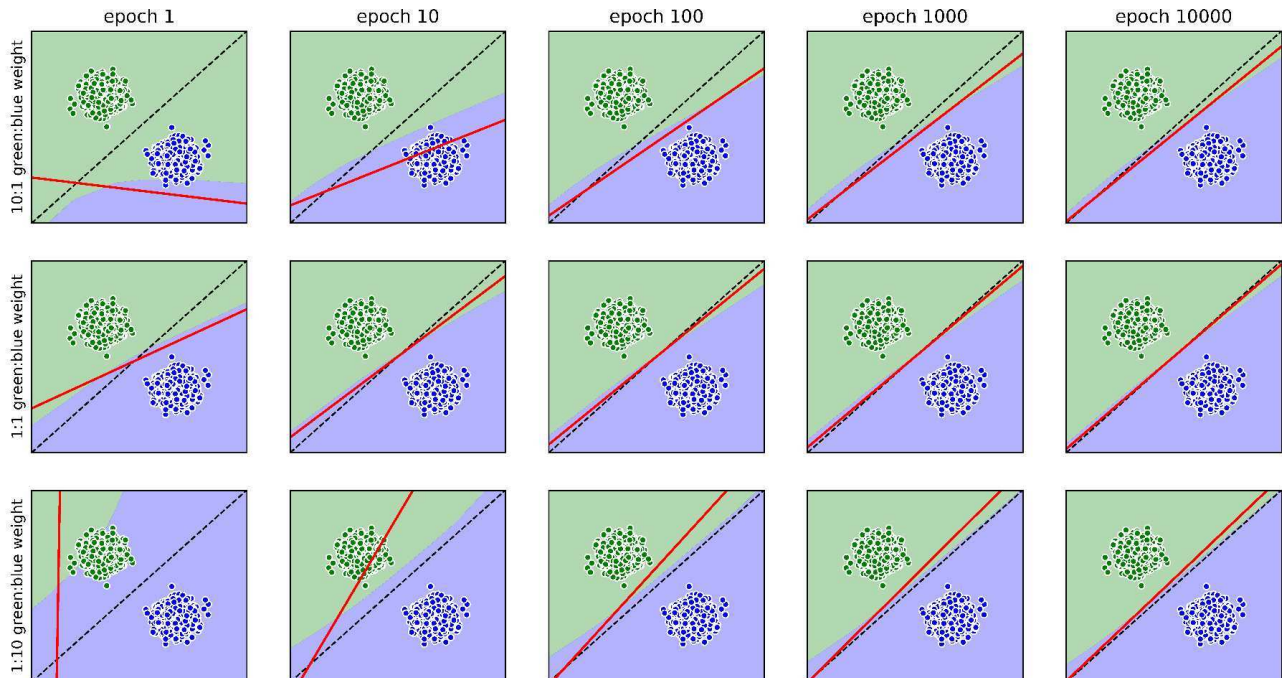 epoch 1
epoch 10
epoch 100
epoch 1000
epoch 10000
10:1 green:blue weight
1:1 green:blue weight
1:10 green:blue weight